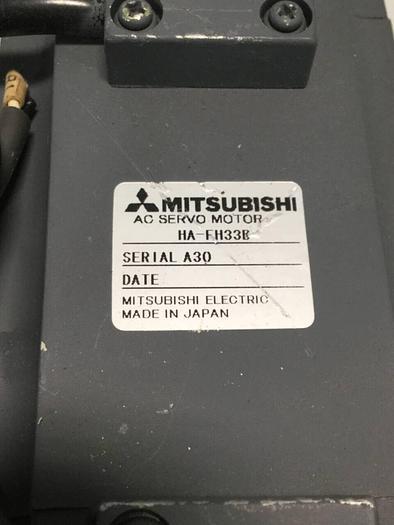 MITSUBISHI
AC SERVO MOTOR
HA-FH33B
SERIAL A30
DATE
MITSUBISHI ELECTRIC
MADE IN JAPAN